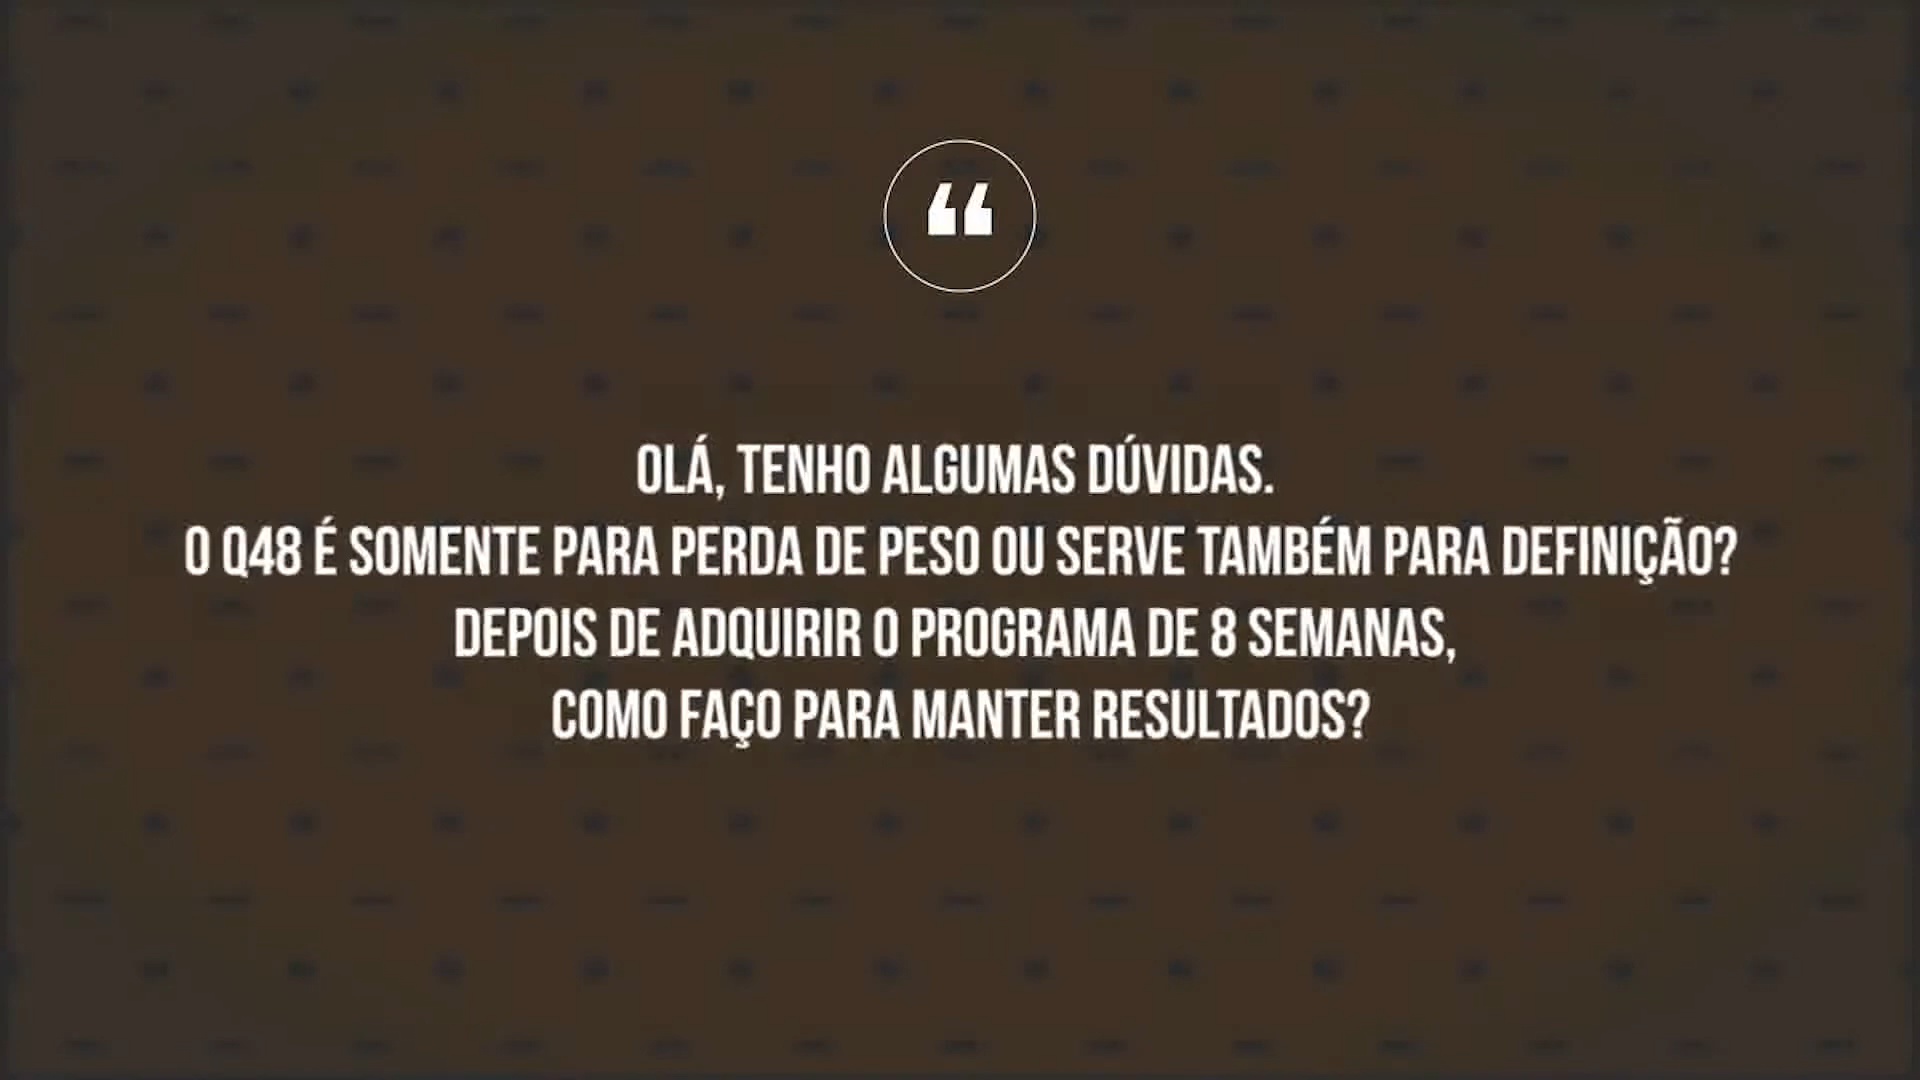 “
OLÁ, TENHO ALGUMAS DÚVIDAS.
O Q48 É SOMENTE PARA PERDA DE PESO OU SERVE TAMBÉM PARA DEFINIÇÃO?
DEPOIS DE ADQUIRIR O PROGRAMA DE 8 SEMANAS,
COMO FAÇO PARA MANTER RESULTADOS?